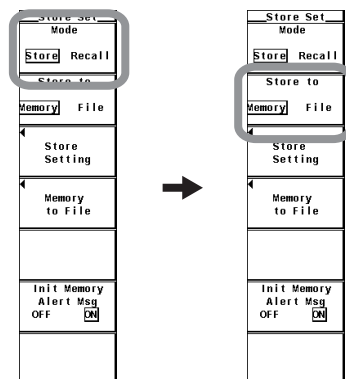 Store Set
Mode
Store Recall
Store to
Memory File
Store
Setting
Memory
to File
Init Memory
Alert Msg
OFF ON
Store Set
Mode
Store Recall
Store to
Memory File
Store
Setting
Memory
to File
Init Memory
Alert Msg
OFF ON